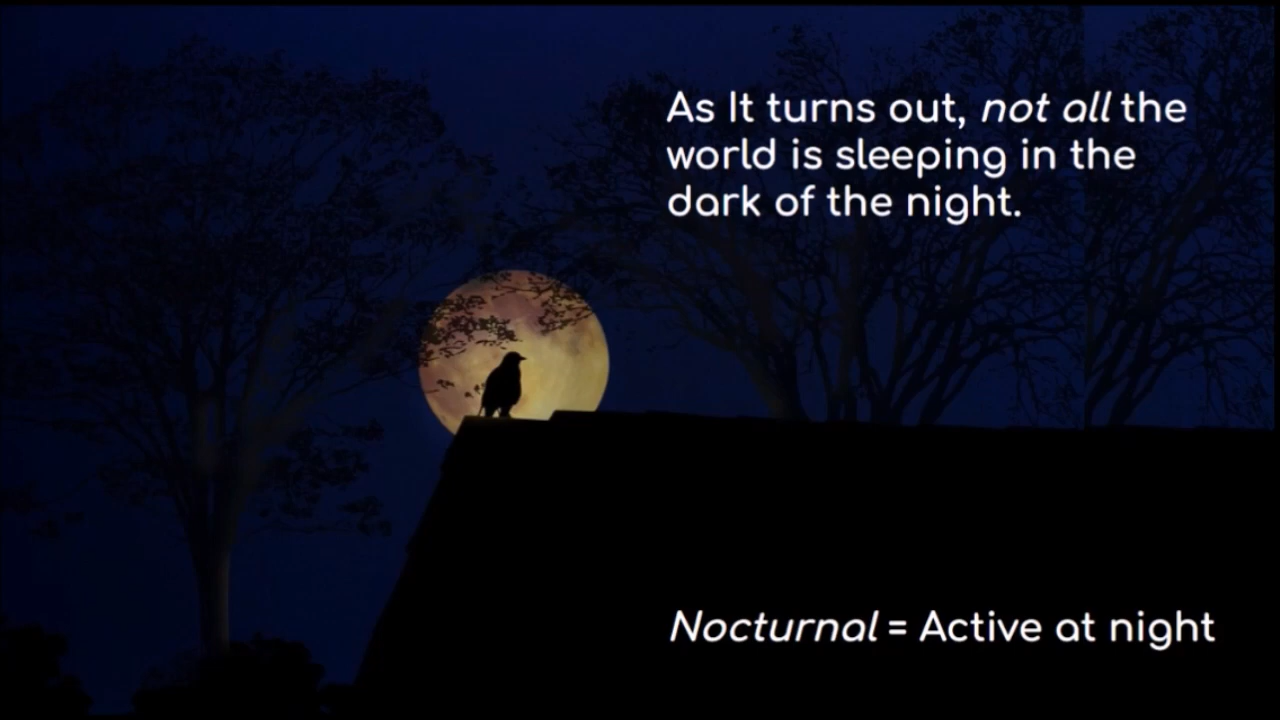 As It turns out, not all the
world is sleeping in the
dark of the night.
Nocturnal = Active at night